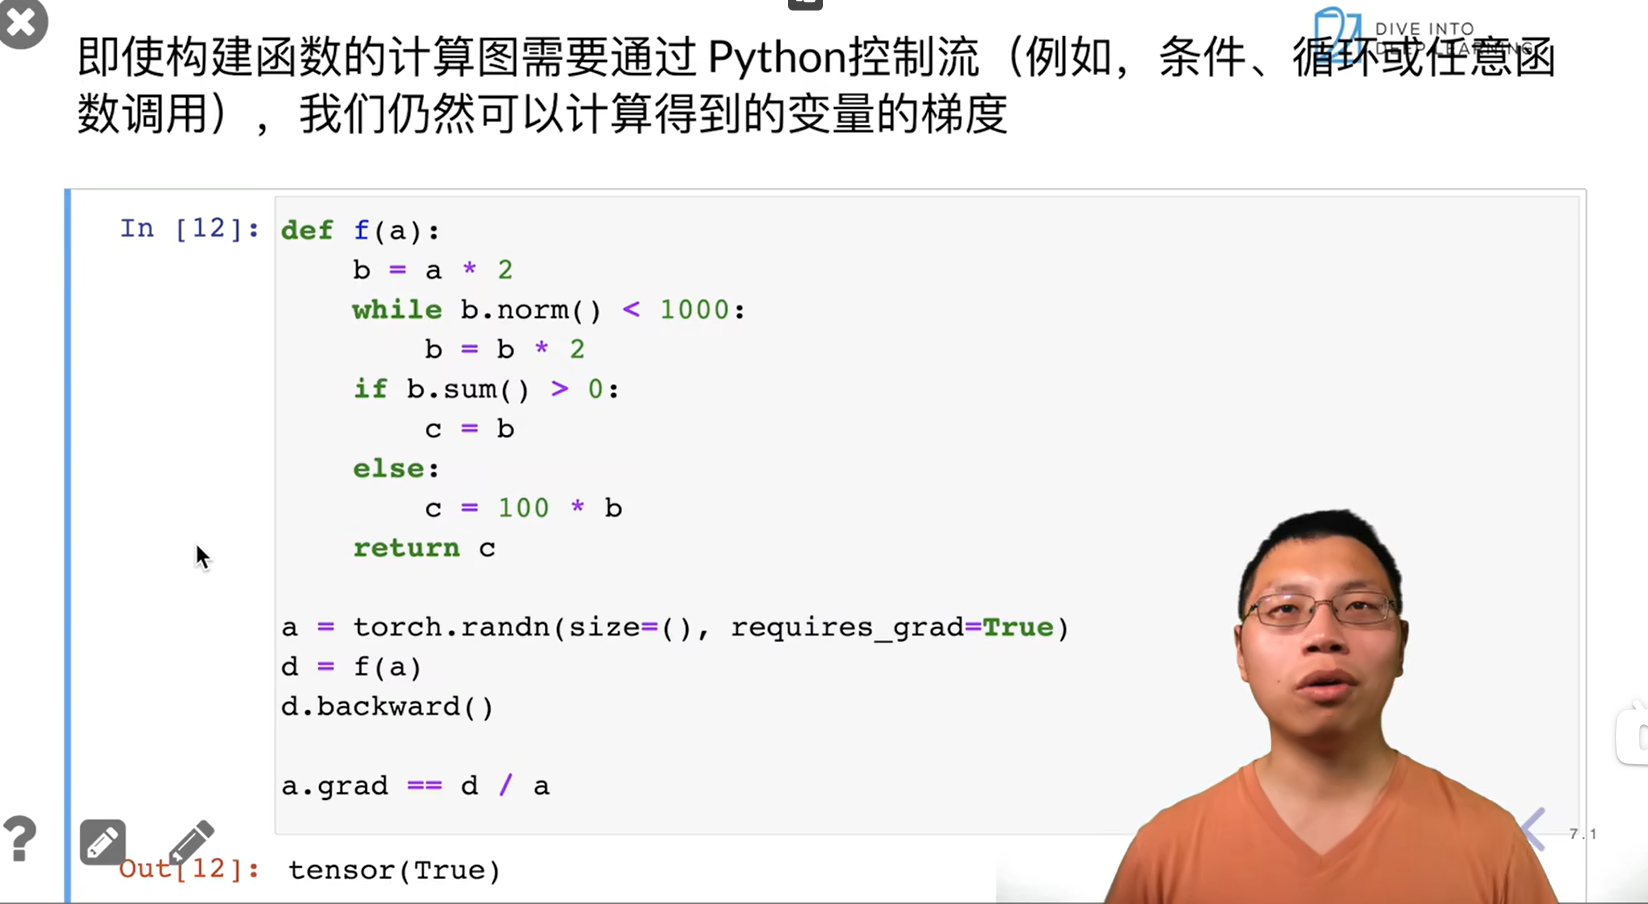 DIVE INTO
DEEP LEARNING
即使构建函数的计算图需要通过 Python控制流（例如，条件、循环或任意函
数调用），我们仍然可以计算得到的变量的梯度
In [12]:
def f(a):
    b = a * 2
    while b.norm() < 1000:
        b = b * 2
    if b.sum() > 0:
        c = b
    else:
        c = 100 * b
    return c
a = torch.randn(size=(), requires_grad=True)
d = f(a)
d.backward()
a.grad == d / a
7.1
Out[12]: tensor(True)